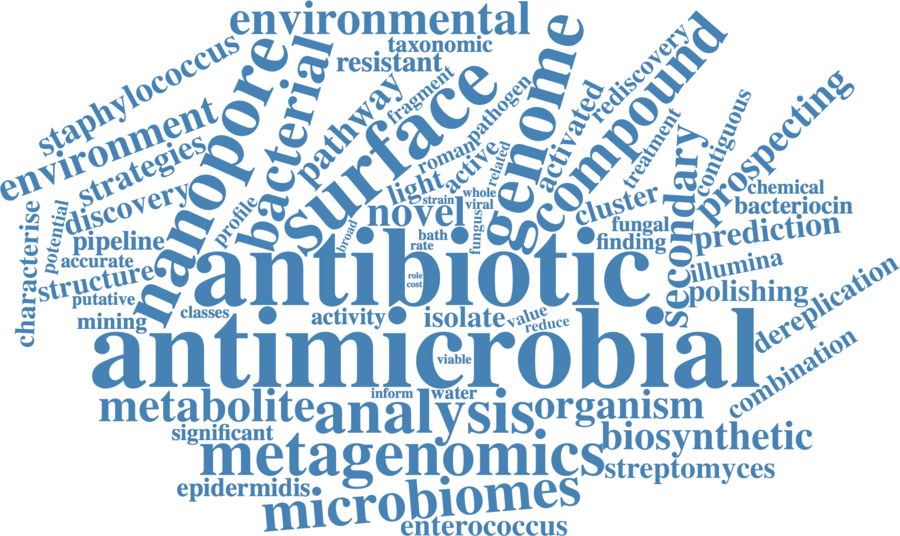 environmental
taxonomic
resistant
staphylococcus
environment
strategies
discovery
nanopore
bacterial
pathway
fragment
surface
roman
pathogen
genome
activated
rediscovery
compound
treatment
contiguous
prospecting
secondary
cluster
chemical
bacteriocin
prediction
fungal
finding
illumina
polishing
dereplication
combination
characterise
potential
pipeline
accurate
structure
putative
mining
profile
broad
light
active
related
whole
strain
viral
novel
fungus
bath
rate
antibiotic
role
cost
classes
activity
isolate
value
reduce
antimicrobial
viable
inform
water
metabolite
analysis
organism
significant
biosynthetic
metagenomics
streptomyces
epidermidis
microbiomes
enterococcus